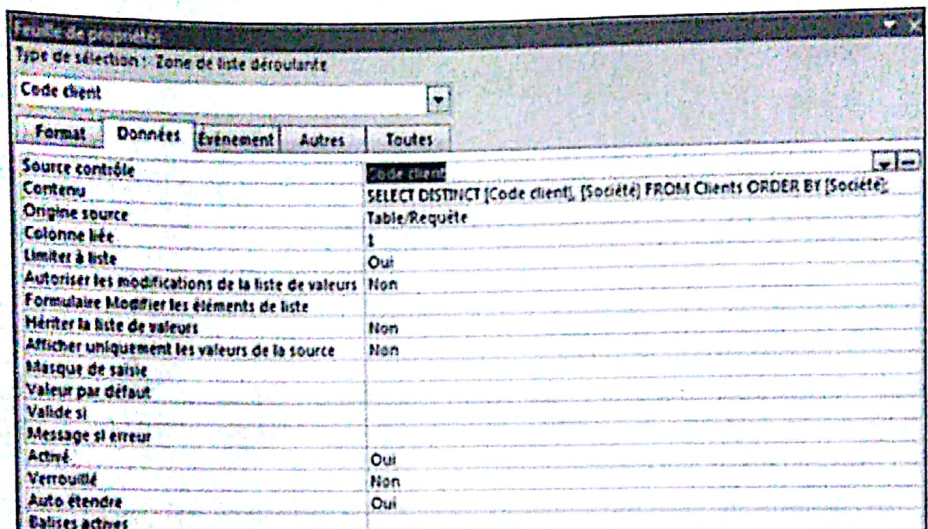 Feuille de propriétés
Type de sélection : Zone de liste déroulante
Code client
Format Données Événement Autres Toutes
Source contrôle Code client
Contenu SELECT DISTINCT [Code client], [Société] FROM Clients ORDER BY [Société];
Origine source Table/Requête
Colonne liée 1
Limiter à liste Oui
Autoriser les modifications de la liste de valeurs Non
Formulaire Modifier les éléments de liste
Hériter la liste de valeurs Non
Afficher uniquement les valeurs de la source Non
Masque de saisie
Valeur par défaut
Valide si
Message si erreur
Activé Oui
Verrouillé Non
Auto étendre Oui
Balises actives